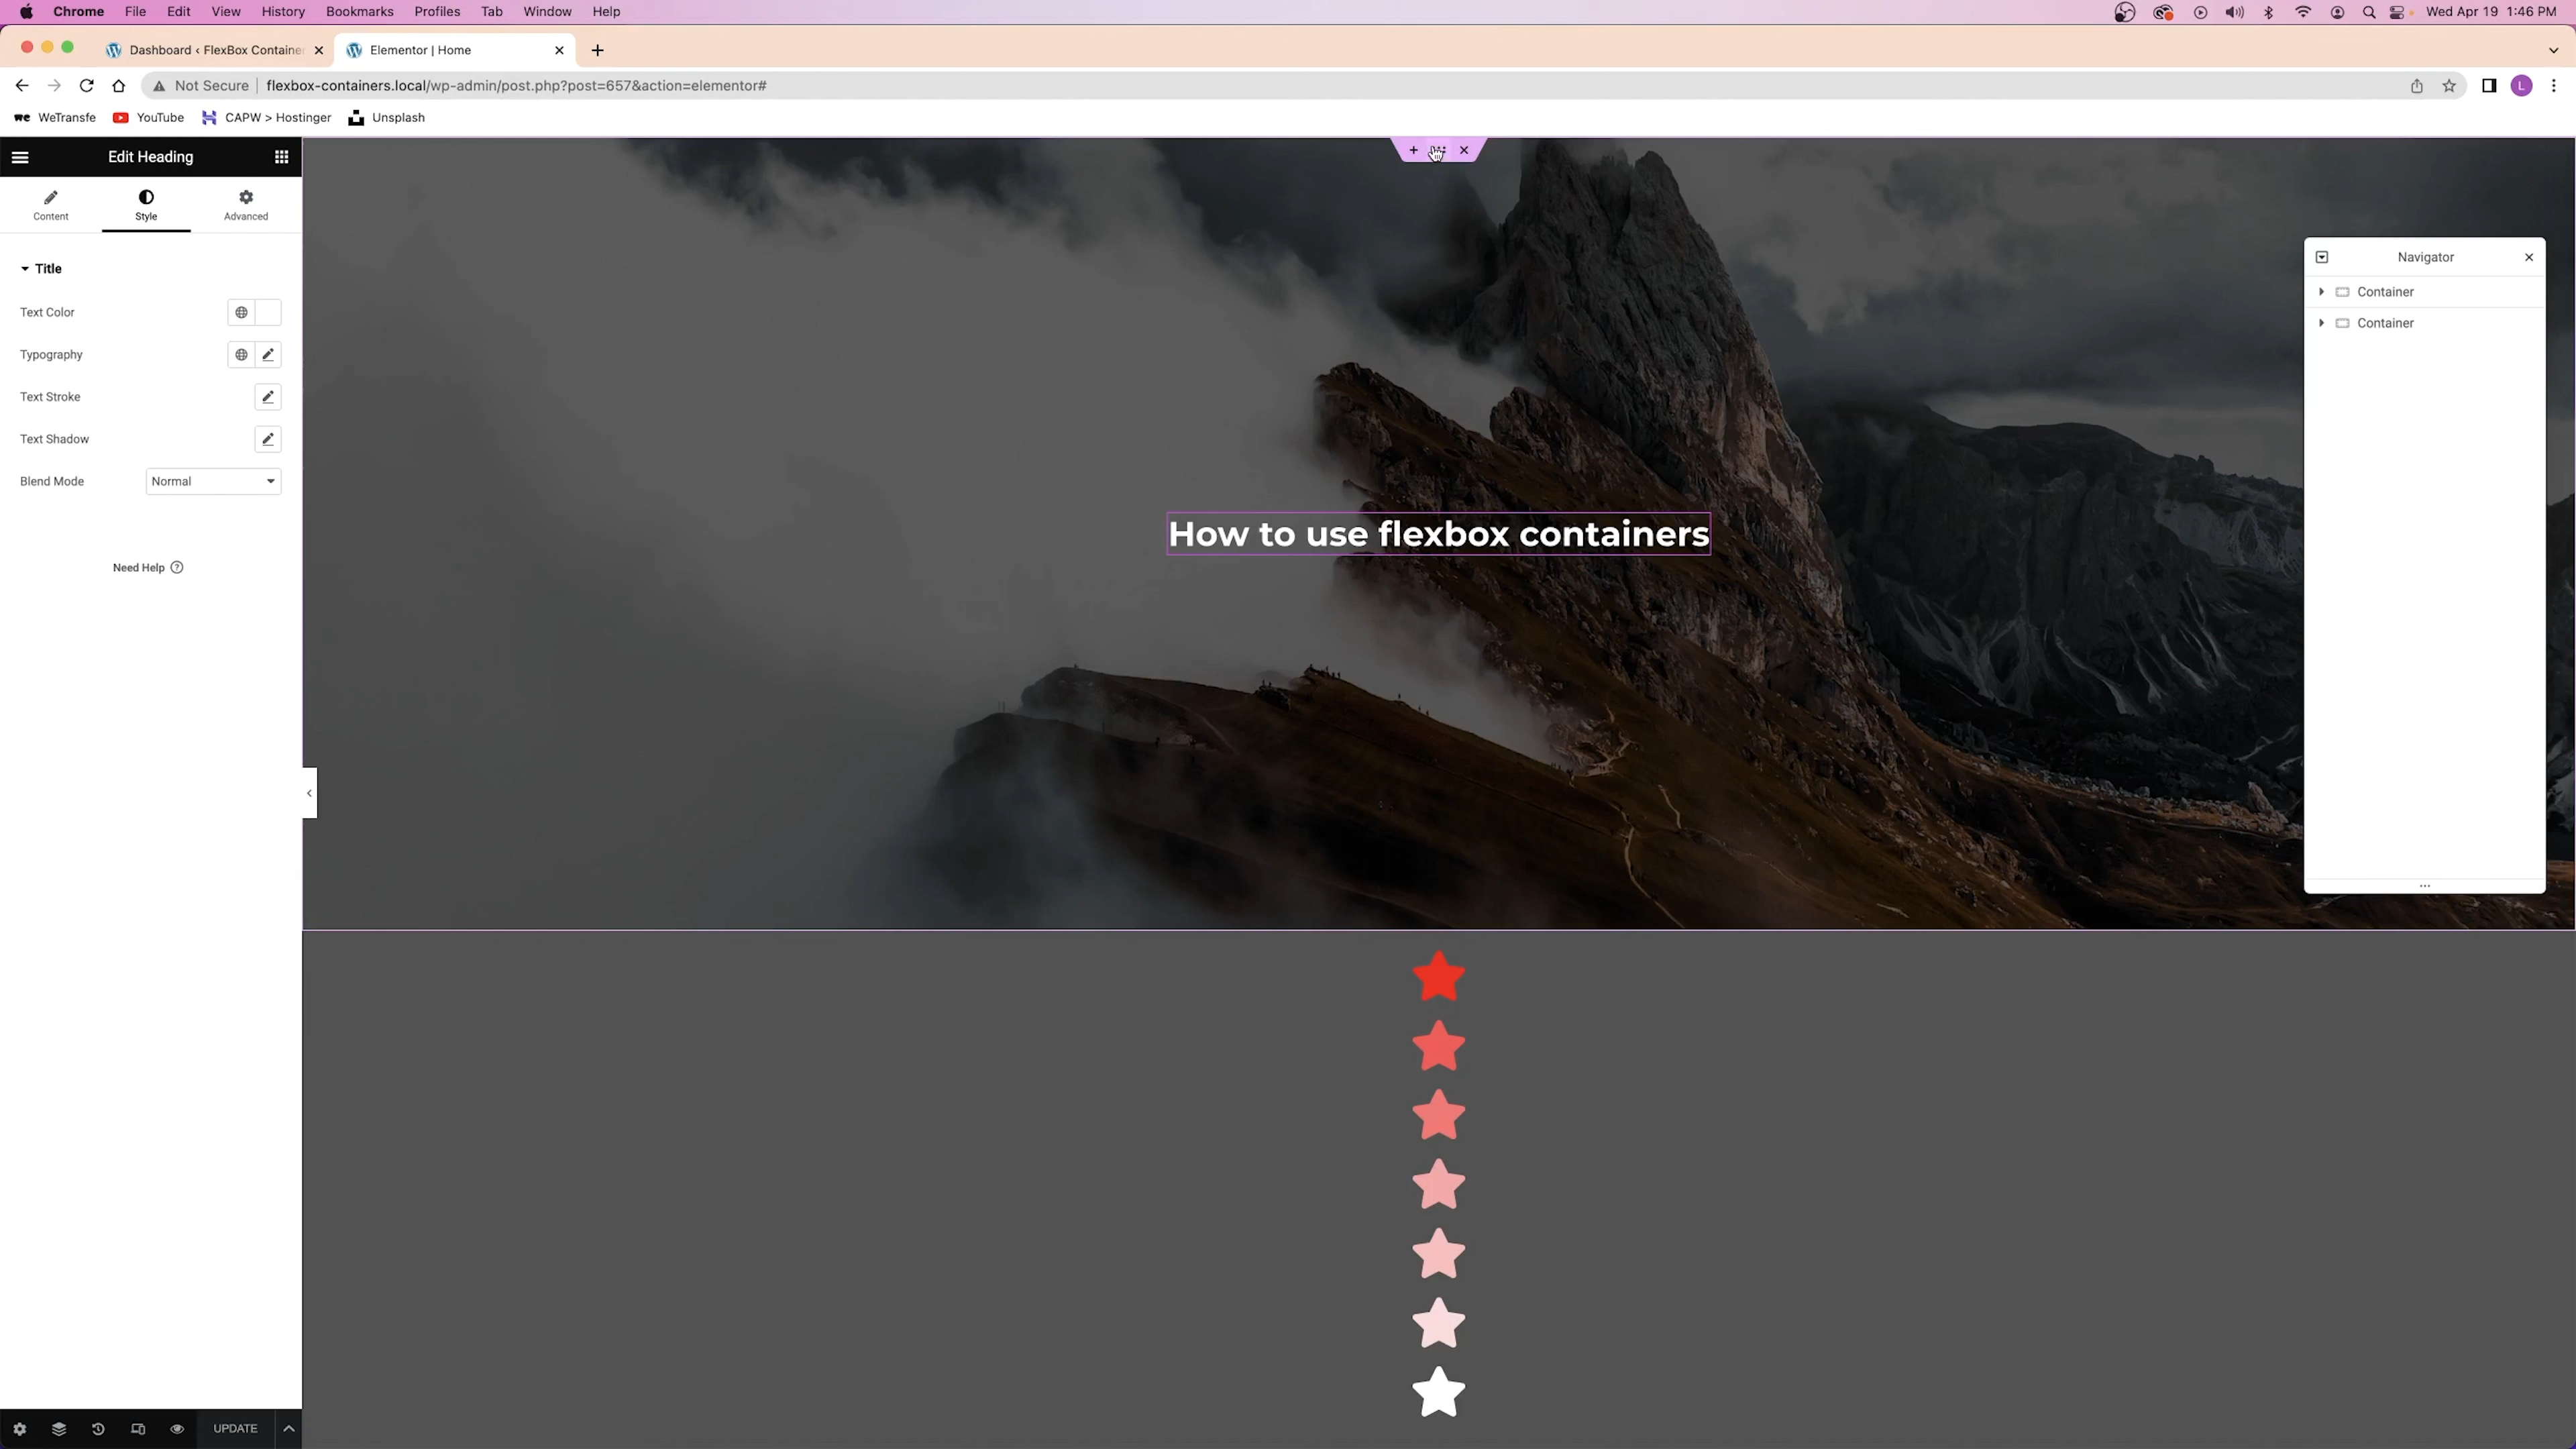 Chrome File Edit View History Bookmarks Profiles Tab Window Help Wed Apr 19 1:46 PM
Dashboard ‹ FlexBox Container Elementor | Home
Not Secure flexbox-containers.local/wp-admin/post.php?post=657&action=elementor# L
we WeTransfe YouTube CAPW > Hostinger Unsplash
Edit Heading
Content Style Advanced
Title
Text Color
Typography
Text Stroke
Text Shadow
Blend Mode Normal
Need Help ?
How to use flexbox containers
Navigator
Container
Container
UPDATE